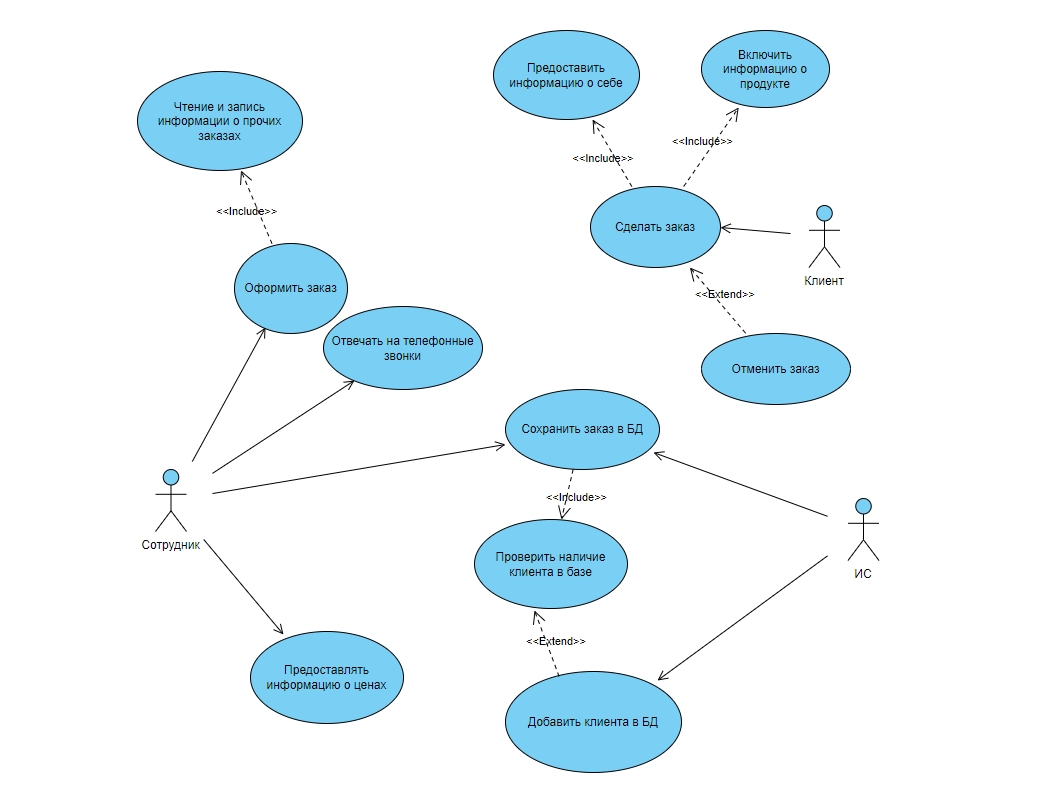 Предоставить
информацию о себе
Включить
информацию о
продукте
Чтение и запись
информации о прочих
заказах
<<Include>>
<<Include>>
<<Include>>
Сделать заказ
Клиент
Оформить заказ
<<Extend>>
Отвечать на телефонные
звонки
Отменить заказ
Сохранить заказ в БД
<<Include>>
Сотрудник
Проверить наличие
клиента в базе
ИС
<<Extend>>
Предоставлять
информацию о ценах
Добавить клиента в БД